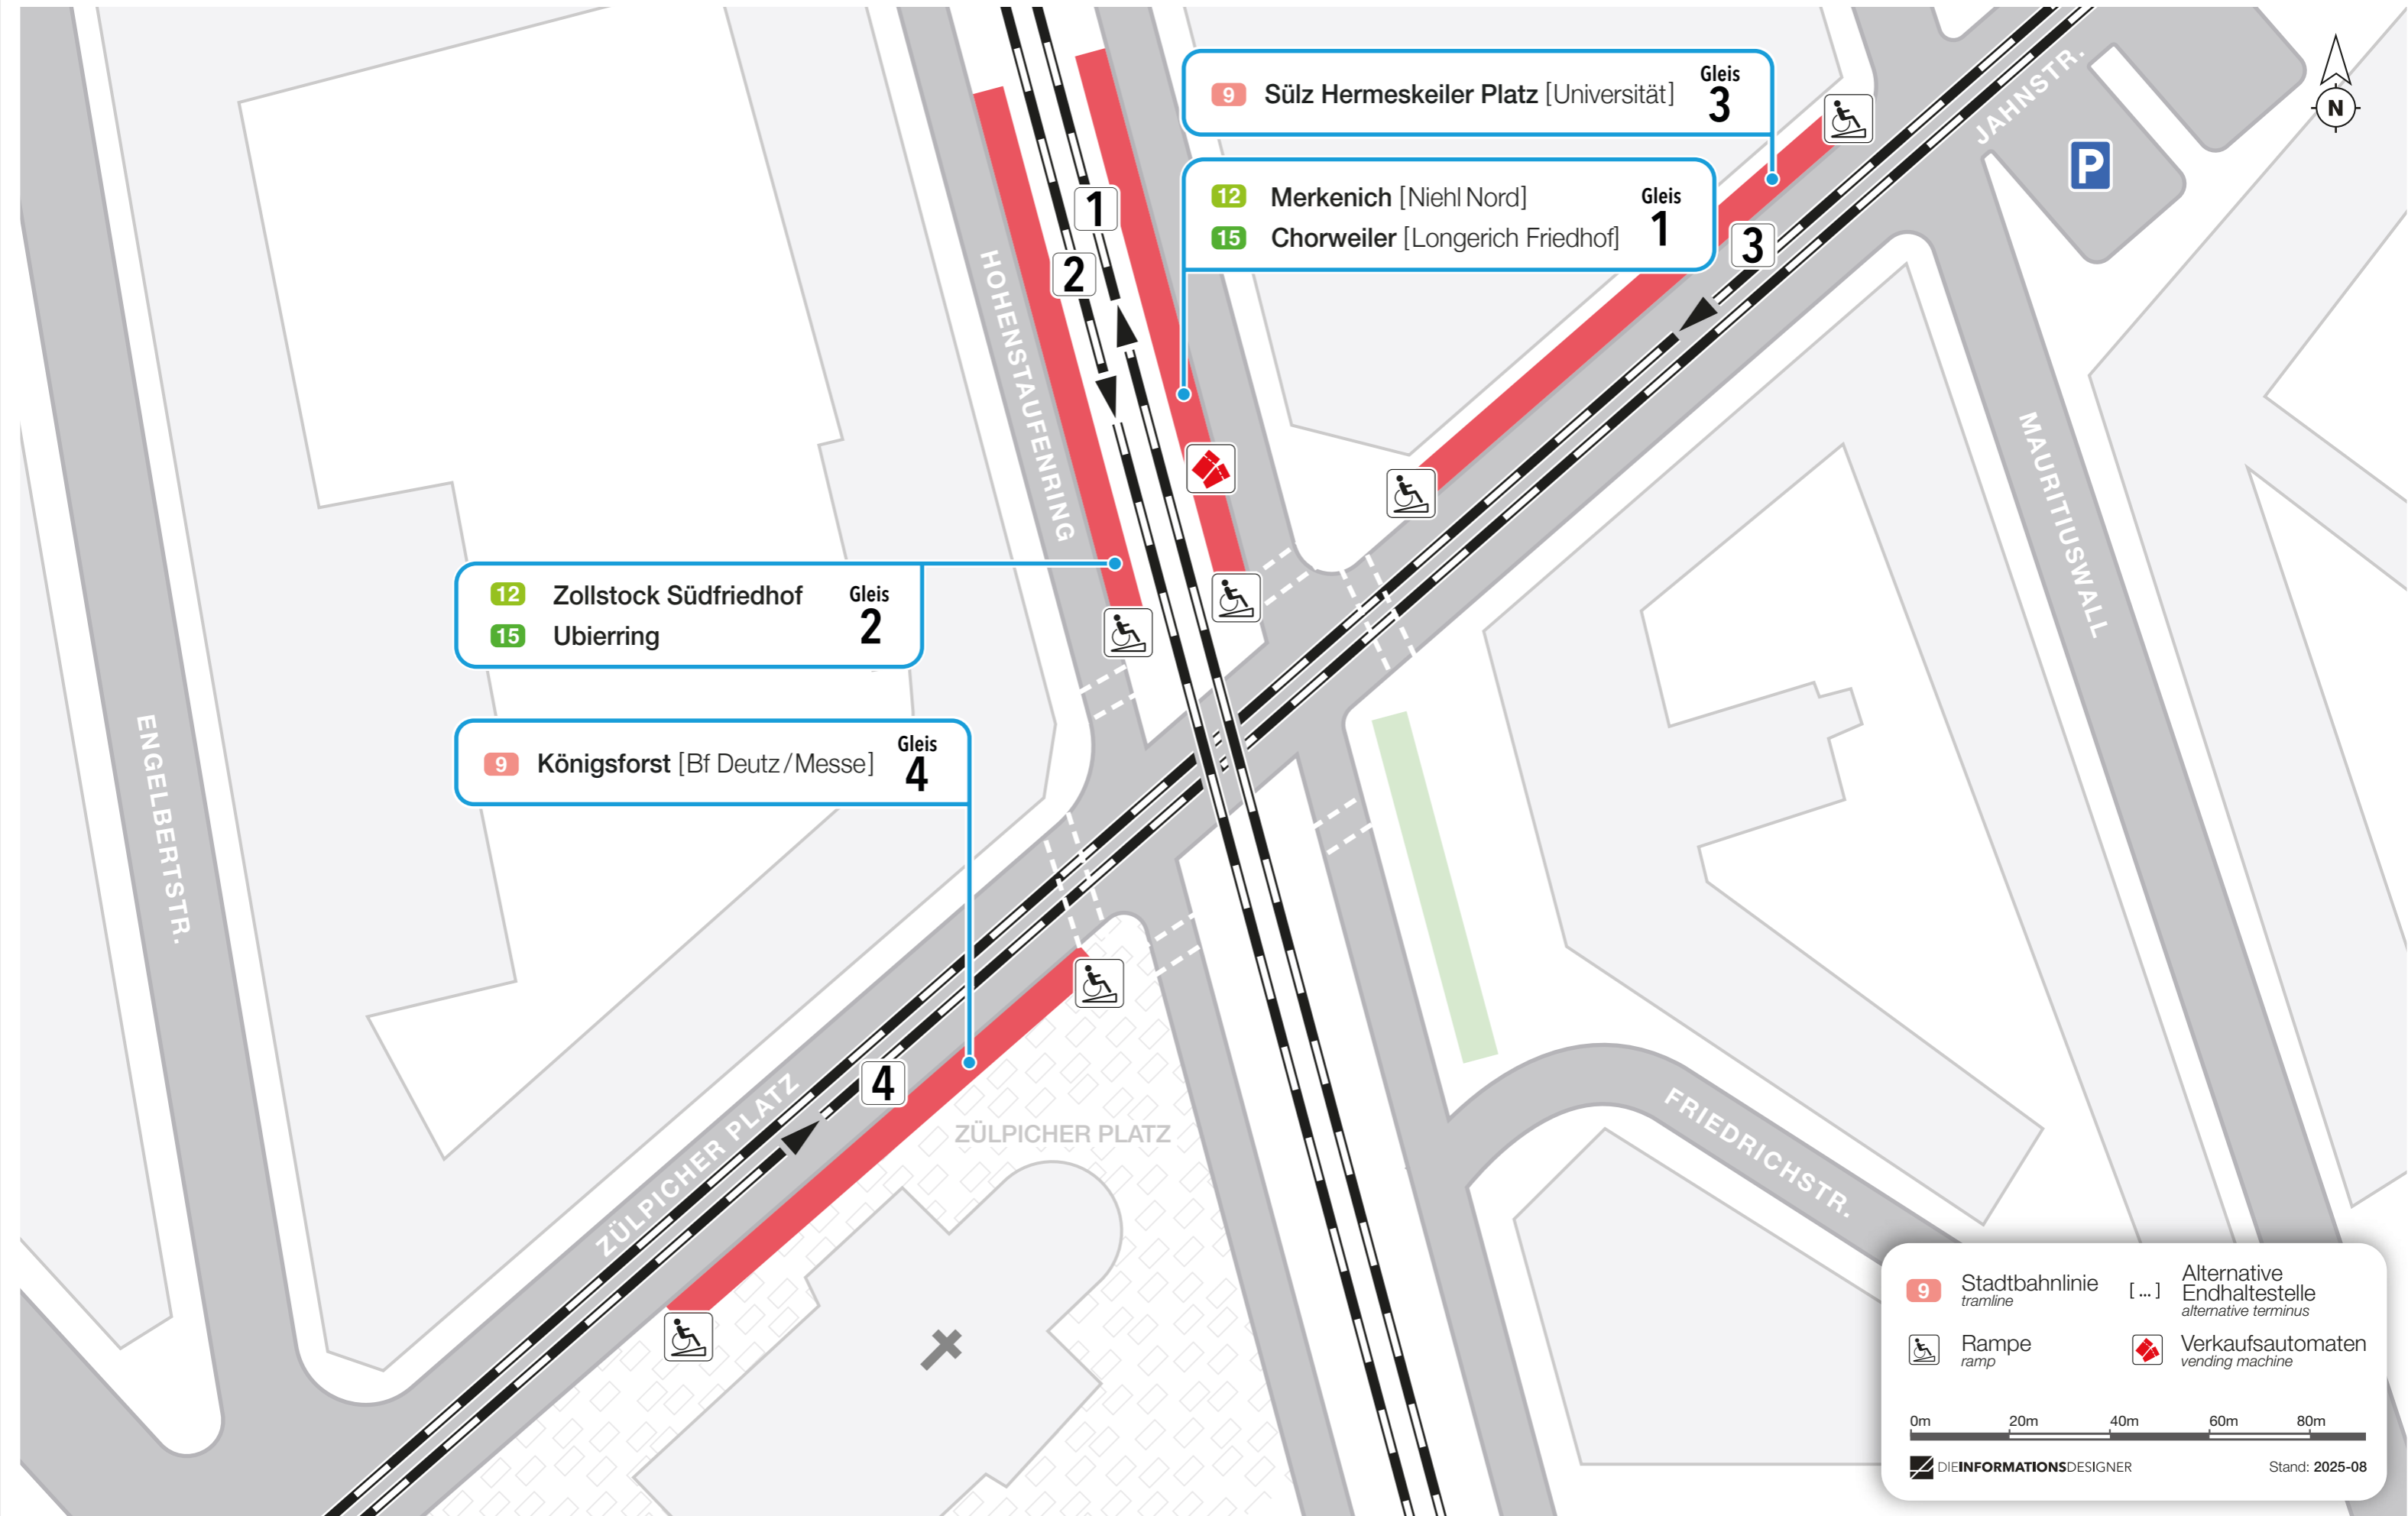 9 Sülz Hermeskeiler Platz [Universität] Gleis 3
12 Merkenich [Niehl Nord] Gleis 1
15 Chorweiler [Longerich Friedhof]
JAHNSTR.
N
P
1
2
3
HOHENSTAUFENRING
MAURITIUSWALL
12 Zollstock Südfriedhof Gleis 2
15 Ubierring
9 Königsforst [Bf Deutz/Messe] Gleis 4
ENGELBERTSTR.
4
ZÜLPICHER PLATZ
ZÜLPICHER PLATZ
FRIEDRICHSTR.
9 Stadtbahnlinie
tramline
[...] Alternative
Endhaltestelle
alternative terminus
Rampe
ramp
Verkaufsautomaten
vending machine
0m 20m 40m 60m 80m
DIEINFORMATIONSDESIGNER Stand: 2025-08